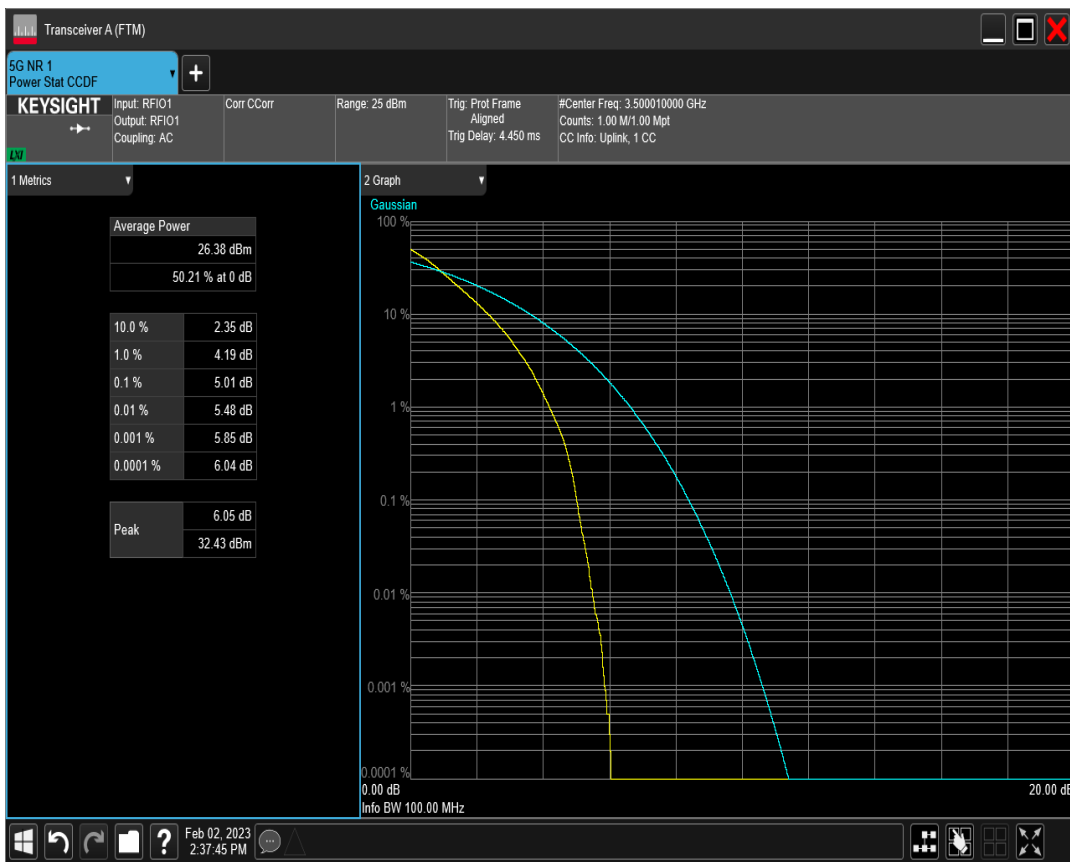 Transceiver A (FTM)
5G NR 1
Power Stat CCDF
+
KEYSIGHT
LXI
Input: RFIO1
Output: RFIO1
Coupling: AC
Corr CCorr
Range: 25 dBm
Trig: Prot Frame
Aligned
Trig Delay: 4.450 ms
#Center Freq: 3.500010000 GHz
Counts: 1.00 M/1.00 Mpt
CC Info: Uplink, 1 CC
1 Metrics
Average Power
26.38 dBm
50.21 % at 0 dB
10.0 % 2.35 dB
1.0 % 4.19 dB
0.1 % 5.01 dB
0.01 % 5.48 dB
0.001 % 5.85 dB
0.0001 % 6.04 dB
Peak
6.05 dB
32.43 dBm
2 Graph
Gaussian
100 %
10 %
1 %
0.1 %
0.01 %
0.001 %
0.0001 %
0.00 dB 20.00 dB
Info BW 100.00 MHz
?
Feb 02, 2023
2:37:45 PM